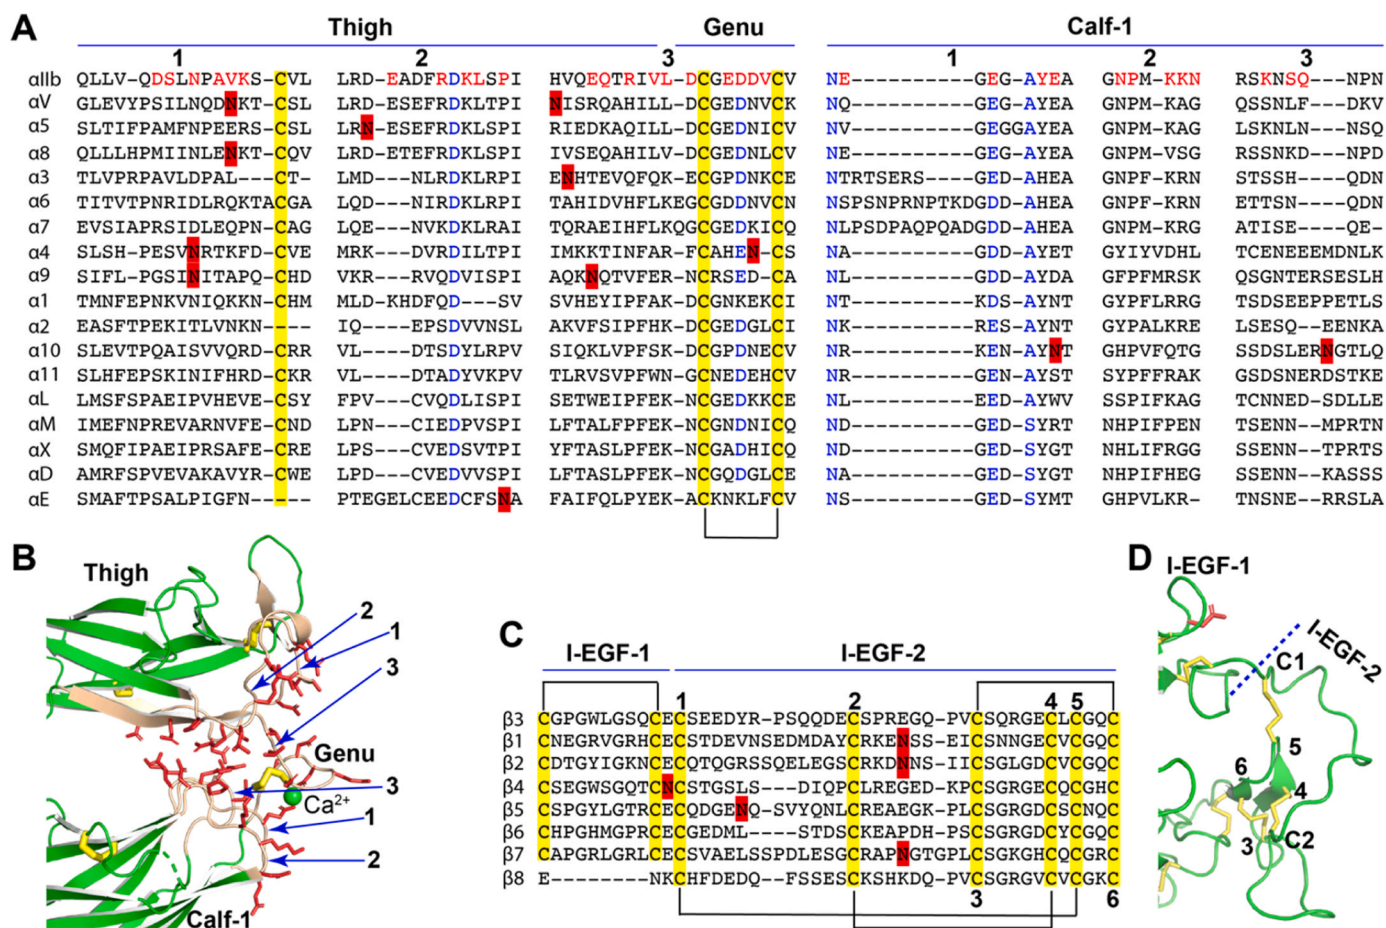 A
Thigh Genu Calf-1
1 2 3 1 2 3
αIIb QLLV-QDSLNPAVKS-CVL LRD-EADFRDKLSPI HVQEQTRIVL-DCGEDDVCV NE----------GEG-AYEA GNPM-KKN RSKNSQ---NPN
αV GLEVYPSILNQDNKT-CSL LRD-ESEFRDKLTPI NISRQAHILL-DCGEDNVCK NQ----------GEG-AYEA GNPM-KAG QSSNLF---DKV
α5 SLTIFPAMFNPEERS-CSL LRN-ESEFRDKLSPI RIEDKAQILL-DCGEDNICV NV----------GEGGAYEA GNPM-KAG LSKNLN---NSQ
α8 QLLLHPMIINLENKT-CQV LRD-ETEFRDKLSPI IVSEQAHILV-DCGEDNLCV NE----------GEG-AYEA GNPM-VSG RSSNKD---NPD
α3 TLVPRPAVLDPAL---CT- LMD--NLRDKLRPI ENHTEVQFQK-ECGPDNKCE NTRTSERS----GED-AHEA GNPF-KRN STSSH----QDN
α6 TITVTPNRIDLRQKTACGA LQD--NIRDKLRPI TAHIDVHFLKEGCGDDNVCN NLSPSNPRNPTKDGDD-AHEA GNPF-KRN ETTSN----QDN
α7 EVSIAPRSIDLEQPN-CAG LQE--NVKDKLRAI TQRAEIHFLKQGCGEDKICQ NLSPDAQPQADGDD-AHEA GNPM-KRG ATISE----QE-
α4 SLSH-PESVNRTKFD-CVE MRK--DVRDILTPI IMKKTINFAR-FCAHENCS NA----------GDD-AYET GYIYVDHL TCENEEEMDNLK
α9 SIFL-PGSINITAPQ-CHD VKR--RVQDVISPI AQKNQTVFER-NCRSEDCA NL----------GDD-AYDA GFPFMRSK QSGNTERSESLH
α1 TMNFEPNKVNIQKKN-CHM MLD-KHDFQD---SV SVHEYIPFAK-DCGNKEKCI NT----------KDS-AYNT GYPFLRRG TSDSEEPPETLS
α2 EASFTPEKITLVNKN---- IQ----EPSDVVNSL AKVFSIPFHK-DCGEDGLCI NK----------RES-AYNT GYPALKRE LSESQ--EENKA
α10 SLEVTPQAISVVQRD-CRR VL----DTSDYLRPV SIQKLVPFSK-DCGPDNECV NR----------KEN-AYNT GHPVFQTG SSDSLERNGTLQ
α11 SLHFEPSKINIFHRD-CKR VL----DTADYVKPV TLRVSVPFWN-GCNEDEHCV NR----------GEN-AYST SYPFFRAK GSDSNERDSTKE
αL LMSFSPAEIPVHEVE-CSY FPV----CVQDLISPI SETWEIPFEK-NCGEDKKCE NL----------EED-AYWV SSPIFKAG TCNNED-SDLLE
αM IMEFNPREVARNVFE-CND LPN----CIEDPVSPI LFTALFPFEK-NCGNDNICQ ND----------GED-SYRT NHPIFPEN TSENN--MPRTN
αX SMQFIPAEIPRSAFE-CRE LPS----CVEDSVTPI YFTASLPFEK-NCGADHICQ ND----------GED-SYGT NHLIFRGG SSENN--TPRTS
αD AMRFSPVEVAKAVYR-CWE LPD----CVEDVVSPI LFTASLPFEK-NCGQDGLCE NA----------GED-SYGT NHPIFHEG SSENN--KASSS
αE SMAFTPSALPIGFN----- PTEGELCEEDCFSNA FAIFQLPYEK-ACKNKLFCV NS----------GED-SYMT GHPVLKR- TNSNE--RRSLA
B
Thigh
2
1
3
Genu
Ca2+
3
1
2
Calf-1
C
I-EGF-1 I-EGF-2
1 2 4 5
β3 CGPGWLGSQCECSEEDYR-PSQQDECSPREGQ-PVCSQRGECLCGQC
β1 CNEGRVGRHCECSTDEVNSEDMDAYCRKENSS-EICSNNGECVCGQC
β2 CDTGYIGKNCECQTQGRSSQELEGSCRKDNNS-IICSGLGDCVCGQC
β4 CSEGWSGQTCNCSTGSLS---DIQPCLREGEDKPCSGRGECQCGHC
β5 CSPGYLGTRCECQDGENQ-SVYQNLCREAEGK-PLCSGRGDCSCNQC
β6 CHPGHMGPRCECGEDML----STDSCKEAPDH-PSCSGRGDCYCGQC
β7 CAPGRLGRLCECSVAELSSPDLESGCRAPNGTGPLCSGKGHCQCGRC
β8 E---------NKCHFDEDQ-FSSESCKSHKDQ-PVCSGRGVCVCGKC
3 6
D
I-EGF-1
I-EGF-2
C1
5
6
4
3
C2